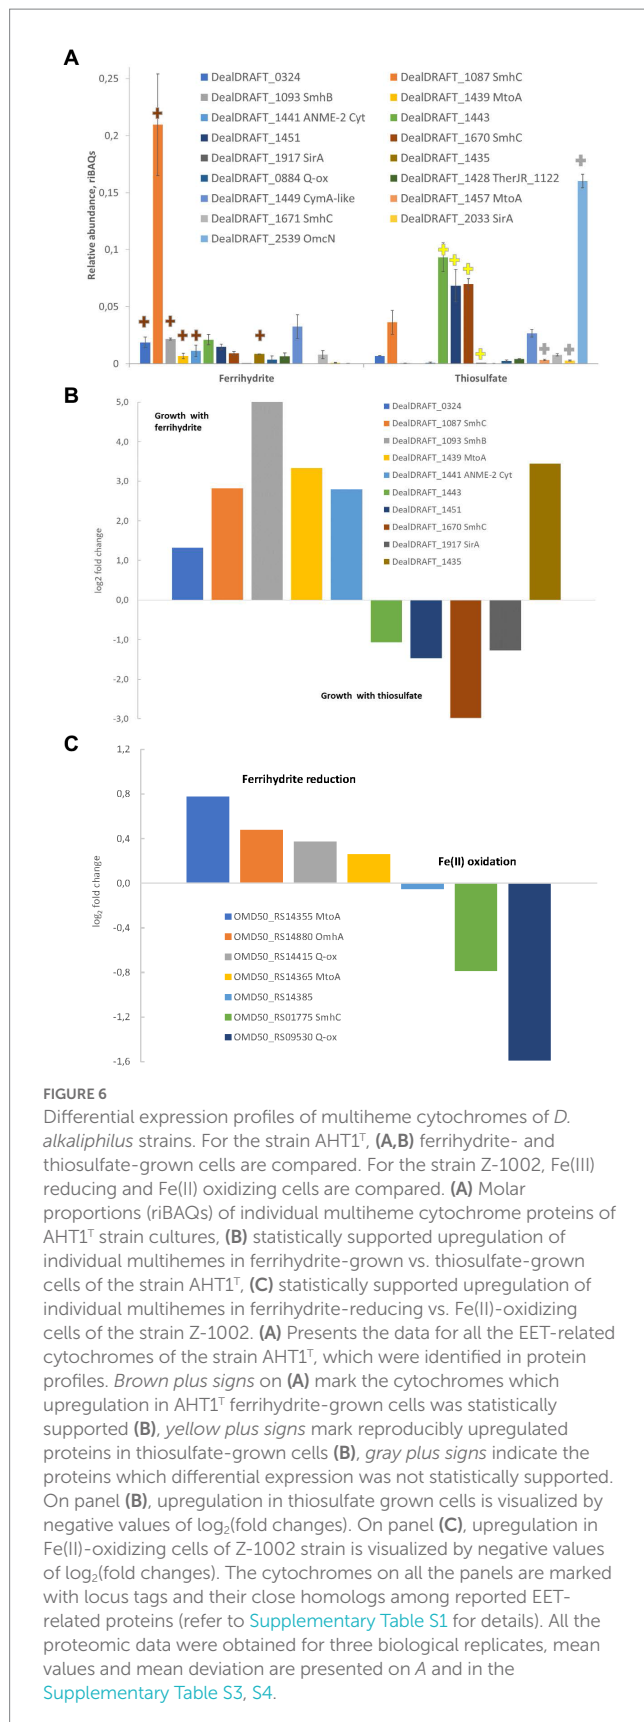 A
Relative abundance, riBAQs
0,25
0,2
0,15
0,1
0,05
0
DealDRAFT_0324
DealDRAFT_1087 SmhC
DealDRAFT_1093 SmhB
DealDRAFT_1439 MtoA
DealDRAFT_1441 ANME-2 Cyt
DealDRAFT_1443
DealDRAFT_1451
DealDRAFT_1670 SmhC
DealDRAFT_1917 SirA
DealDRAFT_1435
DealDRAFT_0884 Q-ox
DealDRAFT_1428 TherJR_1122
DealDRAFT_1449 CymA-like
DealDRAFT_1457 MtoA
DealDRAFT_1671 SmhC
DealDRAFT_2033 SirA
DealDRAFT_2539 OmcN
Ferrihydrite
Thiosulfate
B
log2 fold change
5,0
4,0
3,0
2,0
1,0
0,0
-1,0
-2,0
-3,0
Growth with
ferrihydrite
DealDRAFT_0324
DealDRAFT_1087 SmhC
DealDRAFT_1093 SmhB
DealDRAFT_1439 MtoA
DealDRAFT_1441 ANME-2 Cyt
DealDRAFT_1443
DealDRAFT_1451
DealDRAFT_1670 SmhC
DealDRAFT_1917 SirA
DealDRAFT_1435
Growth with thiosulfate
C
log₂ fold change
1,2
0,8
0,4
0,0
-0,4
-0,8
-1,2
-1,6
Ferrihydrite reduction
Fe(II) oxidation
OMD50_RS14355 MtoA
OMD50_RS14880 OmhA
OMD50_RS14415 Q-ox
OMD50_RS14365 MtoA
OMD50_RS14385
OMD50_RS01775 SmhC
OMD50_RS09530 Q-ox
FIGURE 6
Differential expression profiles of multiheme cytochromes of D.
alkaliphilus strains. For the strain AHT1ᵀ, (A,B) ferrihydrite- and
thiosulfate-grown cells are compared. For the strain Z-1002, Fe(III)
reducing and Fe(II) oxidizing cells are compared. (A) Molar
proportions (riBAQs) of individual multiheme cytochrome proteins of
AHT1ᵀ strain cultures, (B) statistically supported upregulation of
individual multihemes in ferrihydrite-grown vs. thiosulfate-grown
cells of the strain AHT1ᵀ, (C) statistically supported upregulation of
individual multihemes in ferrihydrite-reducing vs. Fe(II)-oxidizing
cells of the strain Z-1002. (A) Presents the data for all the EET-related
cytochromes of the strain AHT1ᵀ, which were identified in protein
profiles. Brown plus signs on (A) mark the cytochromes which
upregulation in AHT1ᵀ ferrihydrite-grown cells was statistically
supported (B), yellow plus signs mark reproducibly upregulated
proteins in thiosulfate-grown cells (B), gray plus signs indicate the
proteins which differential expression was not statistically supported.
On panel (B), upregulation in thiosulfate grown cells is visualized by
negative values of log₂(fold changes). On panel (C), upregulation in
Fe(II)-oxidizing cells of Z-1002 strain is visualized by negative values
of log₂(fold changes). The cytochromes on all the panels are marked
with locus tags and their close homologs among reported EET-
related proteins (refer to Supplementary Table S1 for details). All the
proteomic data were obtained for three biological replicates, mean
values and mean deviation are presented on A and in the
Supplementary Table S3, S4.